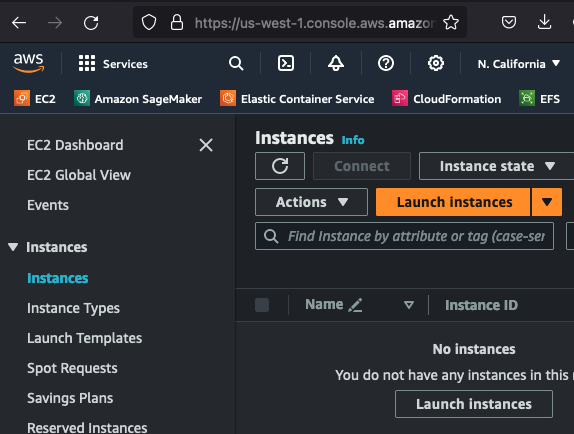 https://us-west-1.console.aws.amazon
aws
Services
N. California
EC2
Amazon SageMaker
Elastic Container Service
CloudFormation
EFS
EC2 Dashboard
EC2 Global View
Events
Instances
Instances
Instance Types
Launch Templates
Spot Requests
Savings Plans
Reserved Instances
Instances Info
Connect
Instance state
Actions
Launch instances
Find Instance by attribute or tag (case-ser
Name
Instance ID
No instances
You do not have any instances in this
Launch instances